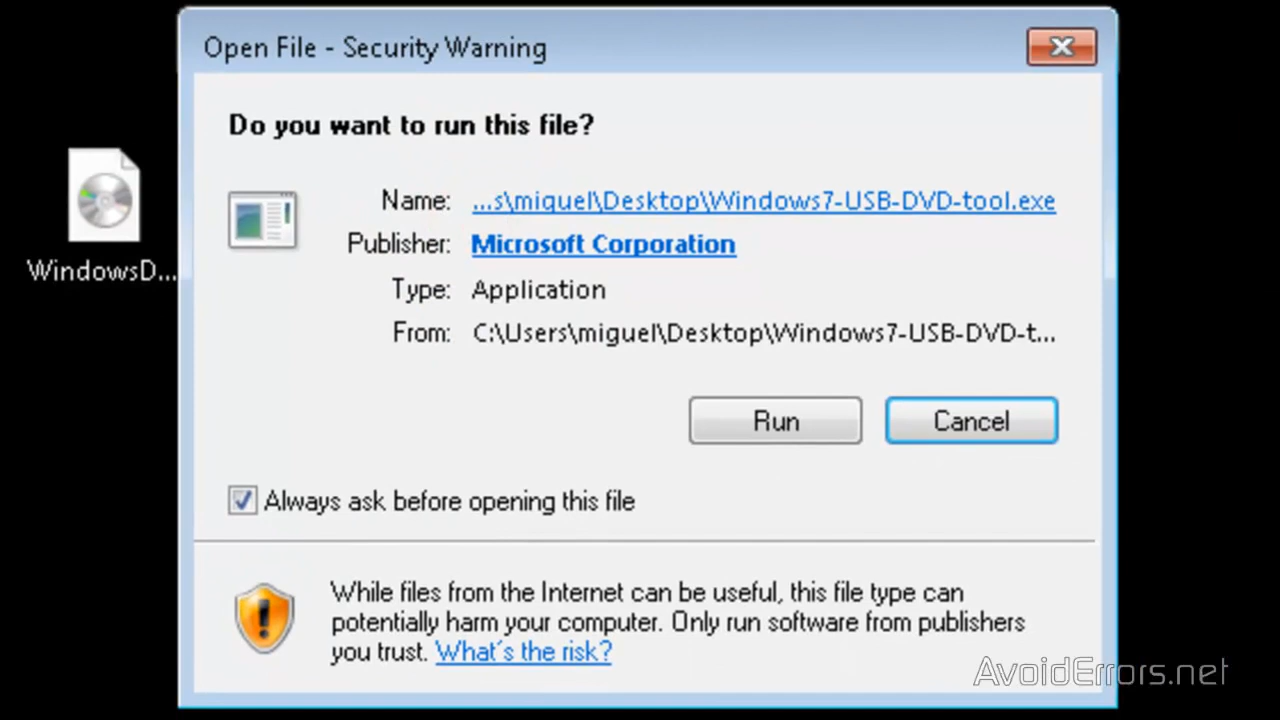 Open File - Security Warning
Do you want to run this file?
Name: ...s\miguel\Desktop\Windows7-USB-DVD-tool.exe
Publisher: Microsoft Corporation
WindowsD...
Type: Application
From: C:\Users\miguel\Desktop\Windows7-USB-DVD-t...
Run Cancel
Always ask before opening this file
While files from the Internet can be useful, this file type can
potentially harm your computer. Only run software from publishers
you trust. What's the risk?
AvoidErrors.net